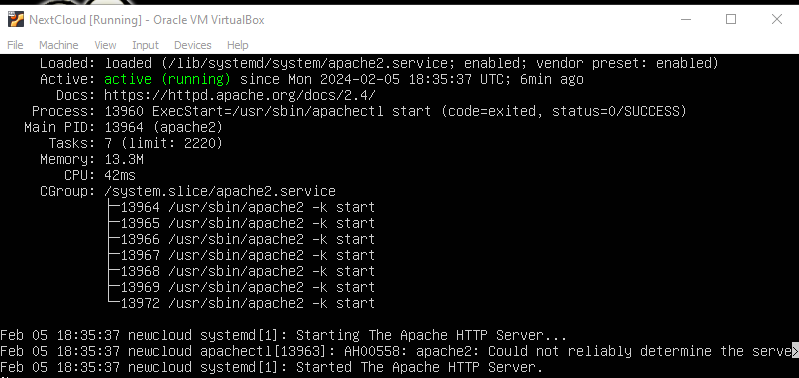 NextCloud [Running] - Oracle VM VirtualBox
File Machine View Input Devices Help
Loaded: loaded (/lib/systemd/system/apache2.service; enabled; vendor preset: enabled)
Active: active (running) since Mon 2024-02-05 18:35:37 UTC; 6min ago
Docs: https://httpd.apache.org/docs/2.4/
Process: 13960 ExecStart=/usr/sbin/apachectl start (code=exited, status=0/SUCCESS)
Main PID: 13964 (apache2)
Tasks: 7 (limit: 2220)
Memory: 13.3M
CPU: 42ms
CGroup: /system.slice/apache2.service
├─13964 /usr/sbin/apache2 -k start
├─13965 /usr/sbin/apache2 -k start
├─13966 /usr/sbin/apache2 -k start
├─13967 /usr/sbin/apache2 -k start
├─13968 /usr/sbin/apache2 -k start
├─13969 /usr/sbin/apache2 -k start
└─13972 /usr/sbin/apache2 -k start
Feb 05 18:35:37 newcloud systemd[1]: Starting The Apache HTTP Server...
Feb 05 18:35:37 newcloud apachectl[13963]: AH00558: apache2: Could not reliably determine the serve>
Feb 05 18:35:37 newcloud systemd[1]: Started The Apache HTTP Server.